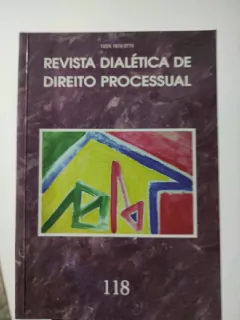 REVISTA DIALÉTICA DE
DIREITO PROCESSUAL
118